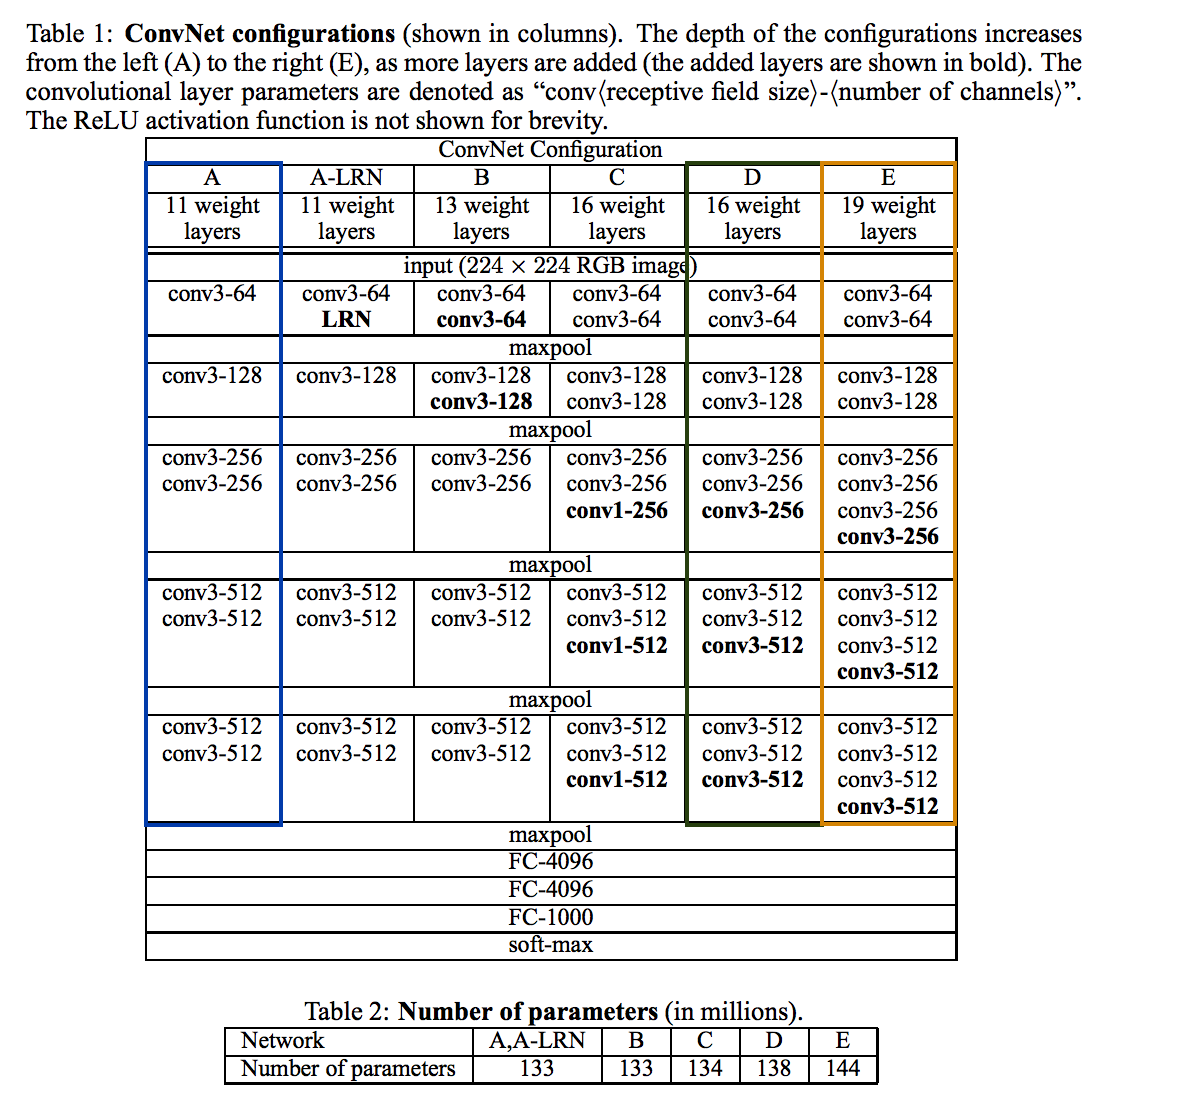 Table 1: ConvNet configurations (shown in columns). The depth of the configurations increases
from the left (A) to the right (E), as more layers are added (the added layers are shown in bold). The
convolutional layer parameters are denoted as “conv⟨receptive field size⟩-⟨number of channels⟩”.
The ReLU activation function is not shown for brevity.
ConvNet Configuration
A A-LRN B C D E
11 weight 11 weight 13 weight 16 weight 16 weight 19 weight
layers layers layers layers layers layers
input (224 × 224 RGB image)
conv3-64 conv3-64 conv3-64 conv3-64 conv3-64 conv3-64
LRN conv3-64 conv3-64 conv3-64 conv3-64
maxpool
conv3-128 conv3-128 conv3-128 conv3-128 conv3-128 conv3-128
conv3-128 conv3-128 conv3-128 conv3-128
maxpool
conv3-256 conv3-256 conv3-256 conv3-256 conv3-256 conv3-256
conv3-256 conv3-256 conv3-256 conv3-256 conv3-256 conv3-256
conv1-256 conv3-256 conv3-256
conv3-256
maxpool
conv3-512 conv3-512 conv3-512 conv3-512 conv3-512 conv3-512
conv3-512 conv3-512 conv3-512 conv3-512 conv3-512 conv3-512
conv1-512 conv3-512 conv3-512
conv3-512
maxpool
conv3-512 conv3-512 conv3-512 conv3-512 conv3-512 conv3-512
conv3-512 conv3-512 conv3-512 conv3-512 conv3-512 conv3-512
conv1-512 conv3-512 conv3-512
conv3-512
maxpool
FC-4096
FC-4096
FC-1000
soft-max
Table 2: Number of parameters (in millions).
Network A,A-LRN B C D E
Number of parameters 133 133 134 138 144